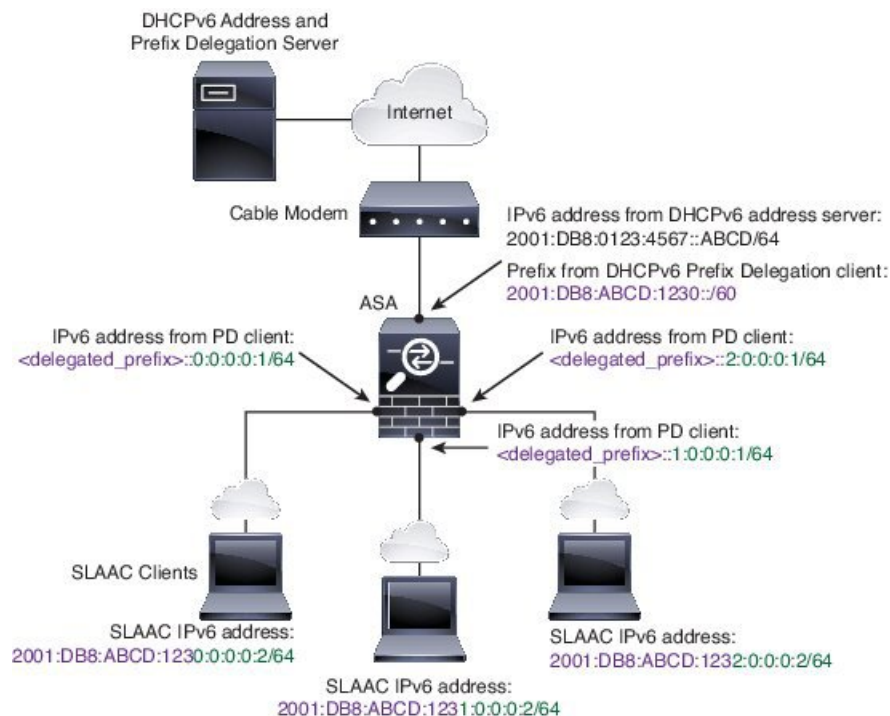 DHCPv6 Address and
Prefix Delegation Server
Internet
Cable Modem
IPv6 address from DHCPv6 address server:
2001:DB8:0123:4567::ABCD/64
Prefix from DHCPv6 Prefix Delegation client:
2001:DB8:ABCD:1230::/60
ASA
IPv6 address from PD client:
<delegated_prefix>::0:0:0:0:1/64
IPv6 address from PD client:
<delegated_prefix>::2:0:0:0:1/64
IPv6 address from PD client:
<delegated_prefix>::1:0:0:0:1/64
SLAAC Clients
SLAAC IPv6 address:
2001:DB8:ABCD:1230:0:0:0:2/64
SLAAC IPv6 address:
2001:DB8:ABCD:1231:0:0:0:2/64
SLAAC IPv6 address:
2001:DB8:ABCD:1232:0:0:0:2/64